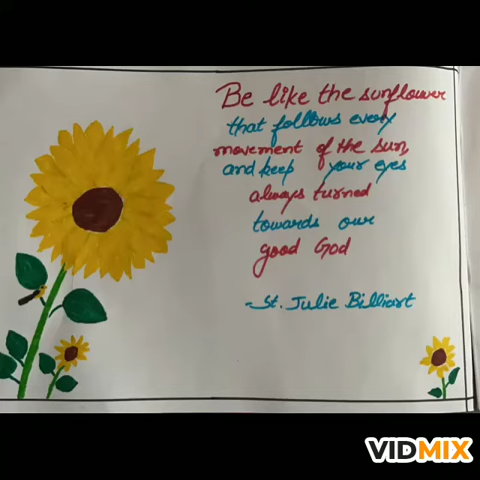 Be like the sunflower
that follows every
movement of the sun,
and keep your eyes
always turned
towards our
good God
- St. Julie Billiart
VIDMIX